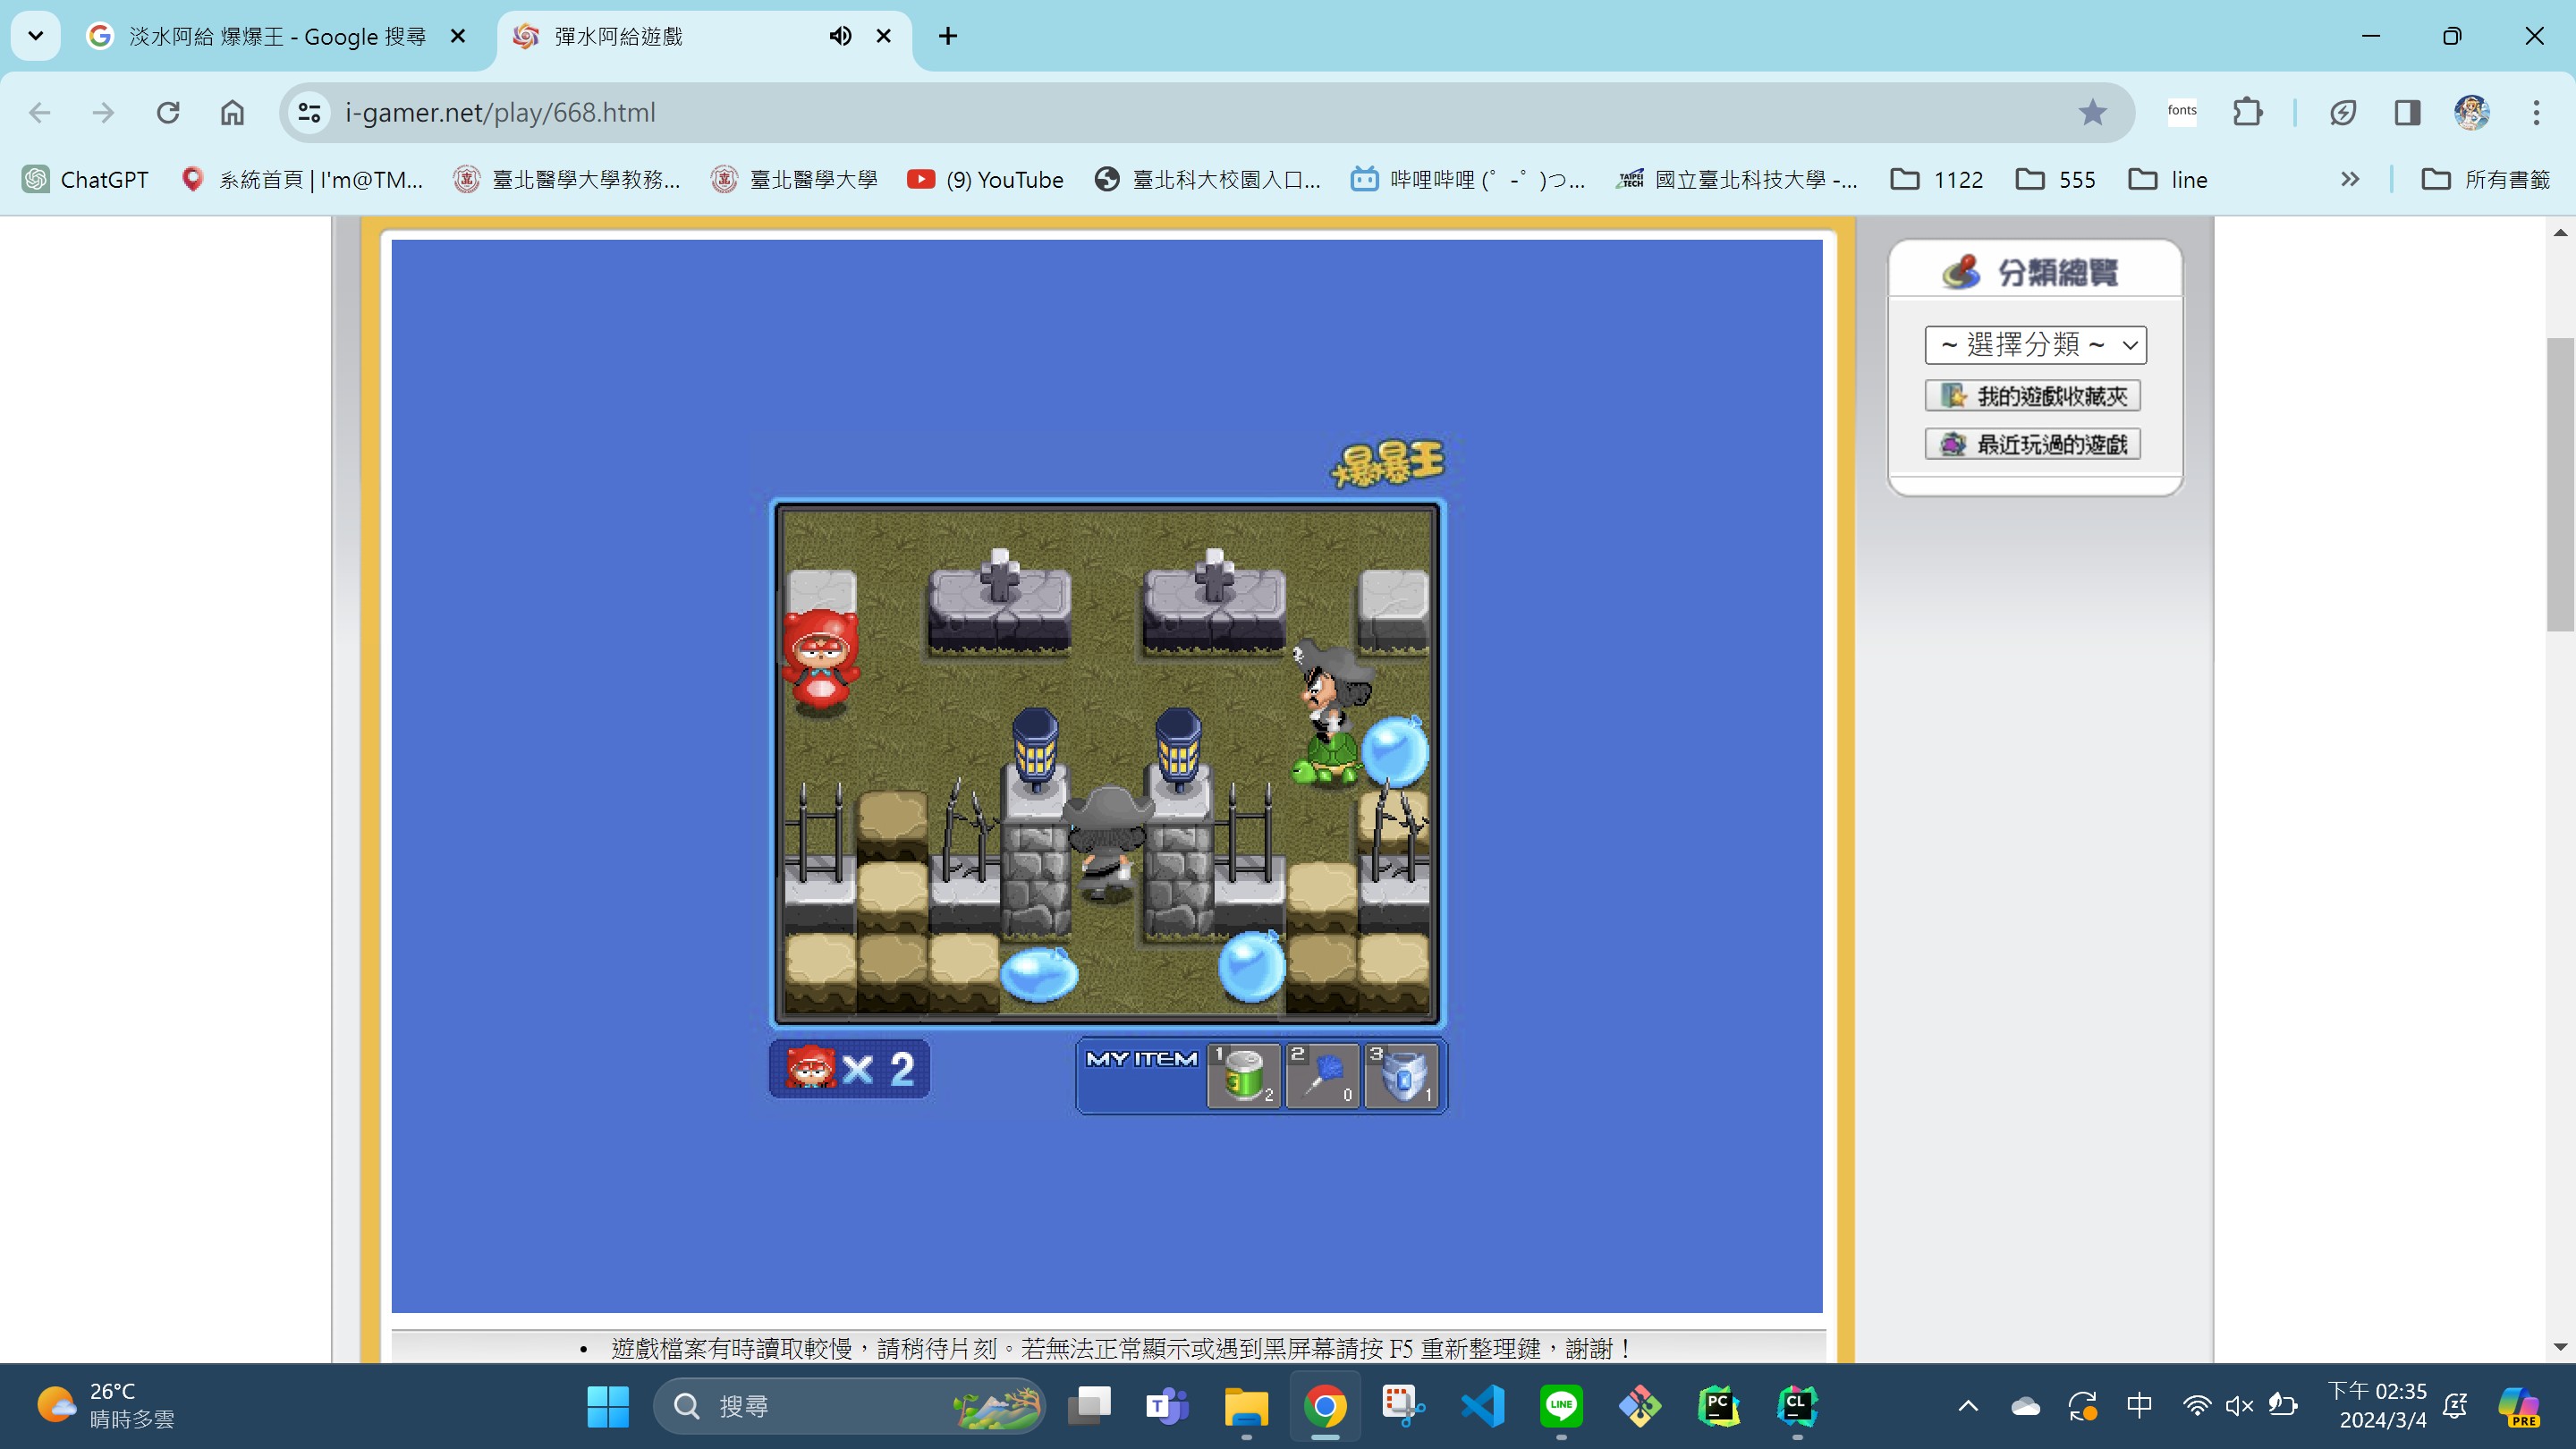 淡水阿給 爆爆王 - Google 搜尋
彈水阿給遊戲
i-gamer.net/play/668.html
fonts
ChatGPT
系統首頁 | I'm@TM...
臺北醫學大學教務...
臺北醫學大學
(9) YouTube
臺北科大校園入口...
哔哩哔哩 (゜-゜)つ...
TAIPEI TECH
國立臺北科技大學 -...
1122
555
line
所有書籤
分類總覽
~ 選擇分類 ~
我的遊戲收藏夾
最近玩過的遊戲
爆爆王
X 2
MY ITEM
1
2
2
0
3
1
• 遊戲檔案有時讀取較慢，請稍待片刻。若無法正常顯示或遇到黑屏幕請按 F5 重新整理鍵，謝謝！
26°C
晴時多雲
搜尋
T
LINE
PC
CL
中
下午 02:35
2024/3/4
PRE